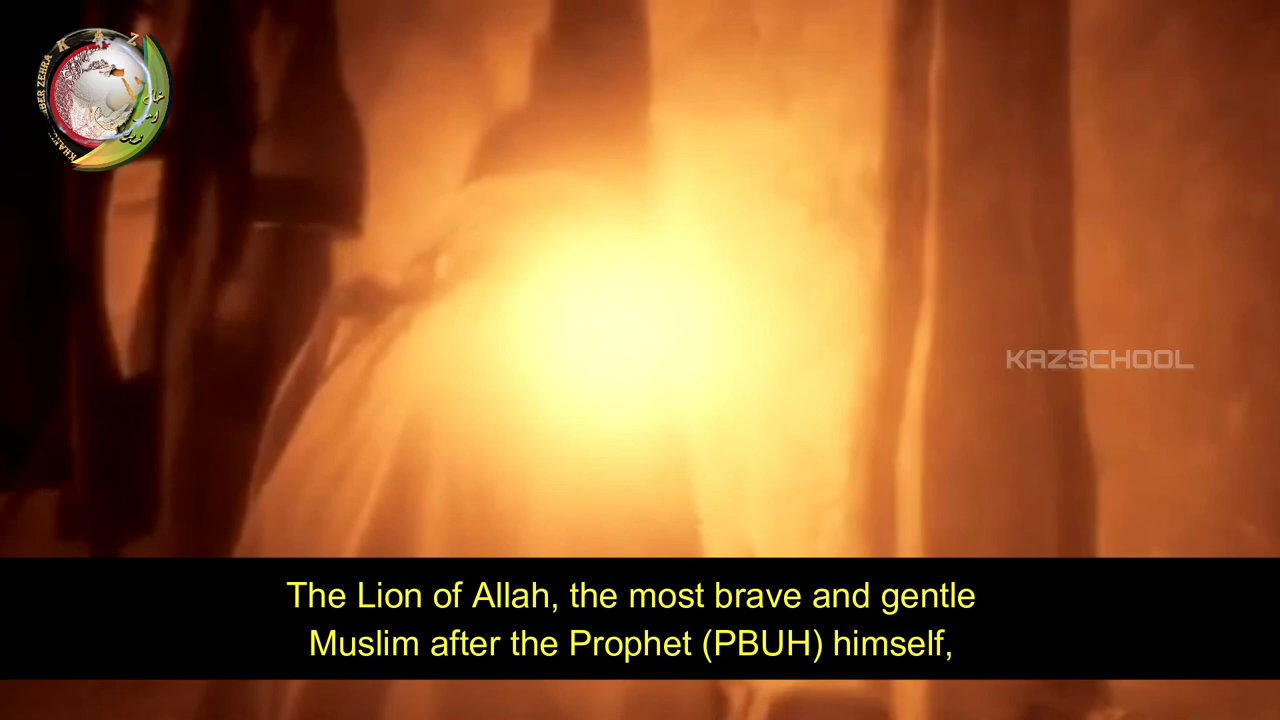 K A Z
KAZSCHOOL
The Lion of Allah, the most brave and gentle
Muslim after the Prophet (PBUH) himself,